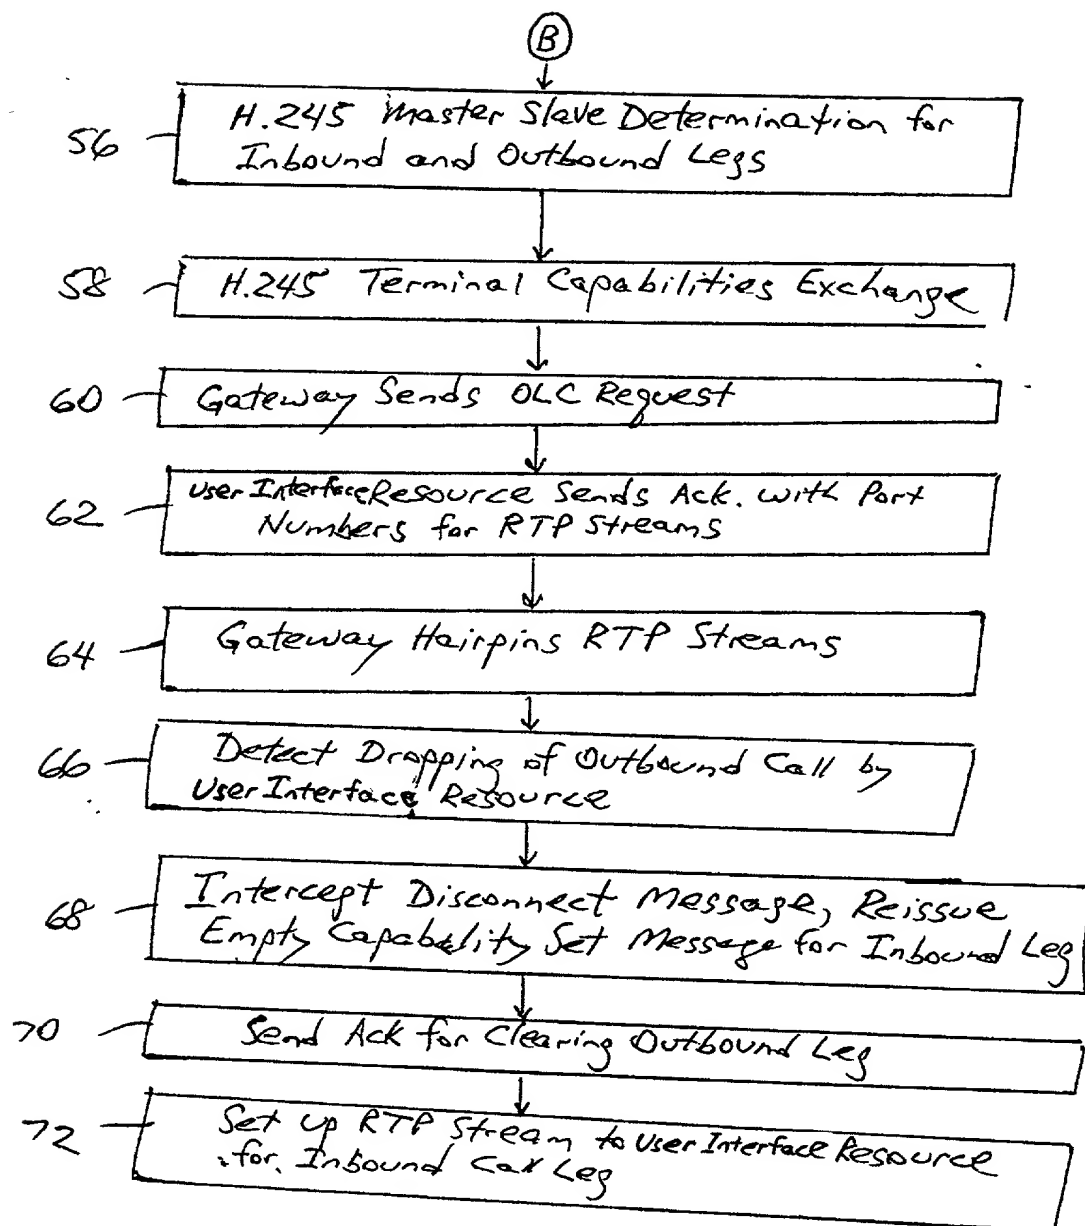 B
56
H.245 Master Slave Determination for
Inbound and Outbound Legs
58
H.245 Terminal Capabilities Exchange
60
Gateway Sends OLC Request
62
User Interface Resource Sends Ack. with Port
Numbers for RTP Streams
64
Gateway Hairpins RTP Streams
66
Detect Dropping of Outbound Call by
User Interface Resource
68
Intercept Disconnect Message, Reissue
Empty Capability Set Message for Inbound Leg
70
Send Ack for Clearing Outbound Leg
72
Set up RTP Stream to User Interface Resource
for Inbound Call Leg